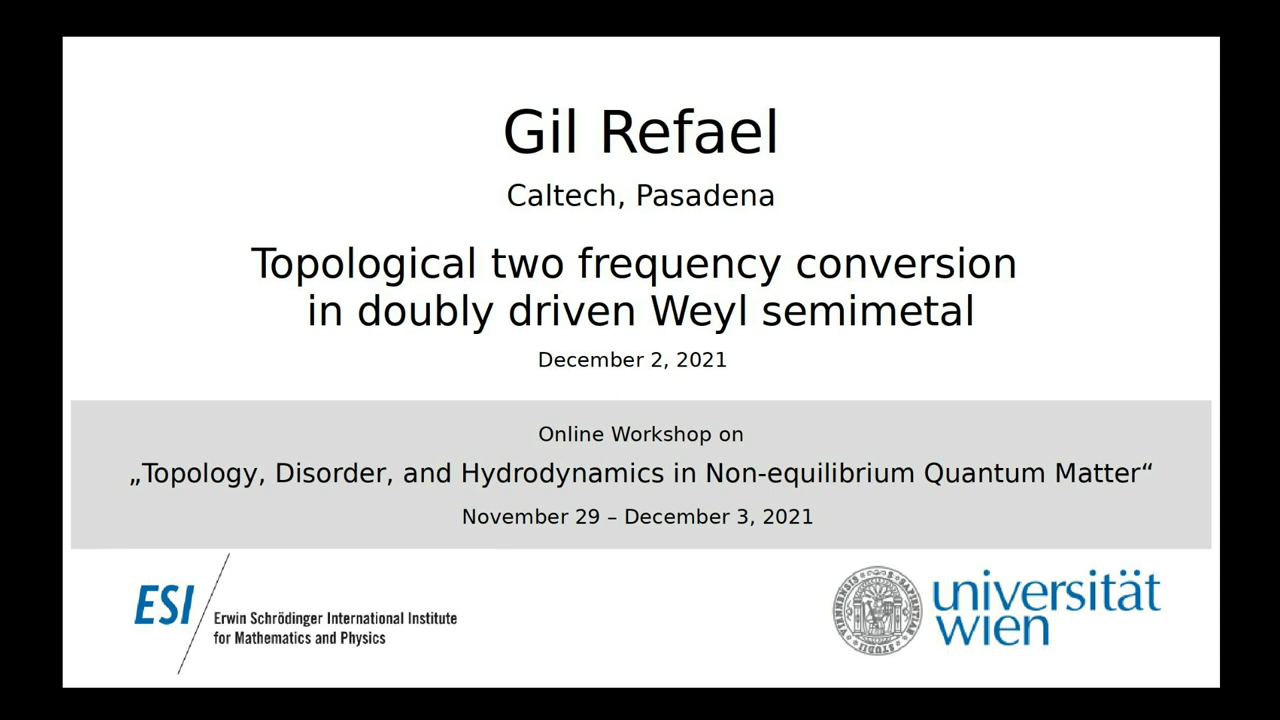 Gil Refael
Caltech, Pasadena
Topological two frequency conversion
in doubly driven Weyl semimetal
December 2, 2021
Online Workshop on
„Topology, Disorder, and Hydrodynamics in Non-equilibrium Quantum Matter“
November 29 – December 3, 2021
ESI
Erwin Schrödinger International Institute
for Mathematics and Physics
universität
wien